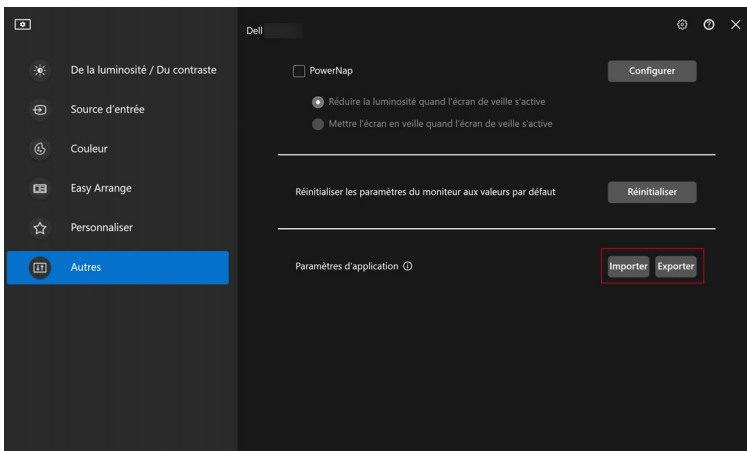 Dell
De la luminosité / Du contraste
Source d'entrée
Couleur
Easy Arrange
Personnaliser
Autres
PowerNap
Configurer
Réduire la luminosité quand l'écran de veille s'active
Mettre l'écran en veille quand l'écran de veille s'active
Réinitialiser les paramètres du moniteur aux valeurs par défaut
Réinitialiser
Paramètres d'application
Importer
Exporter